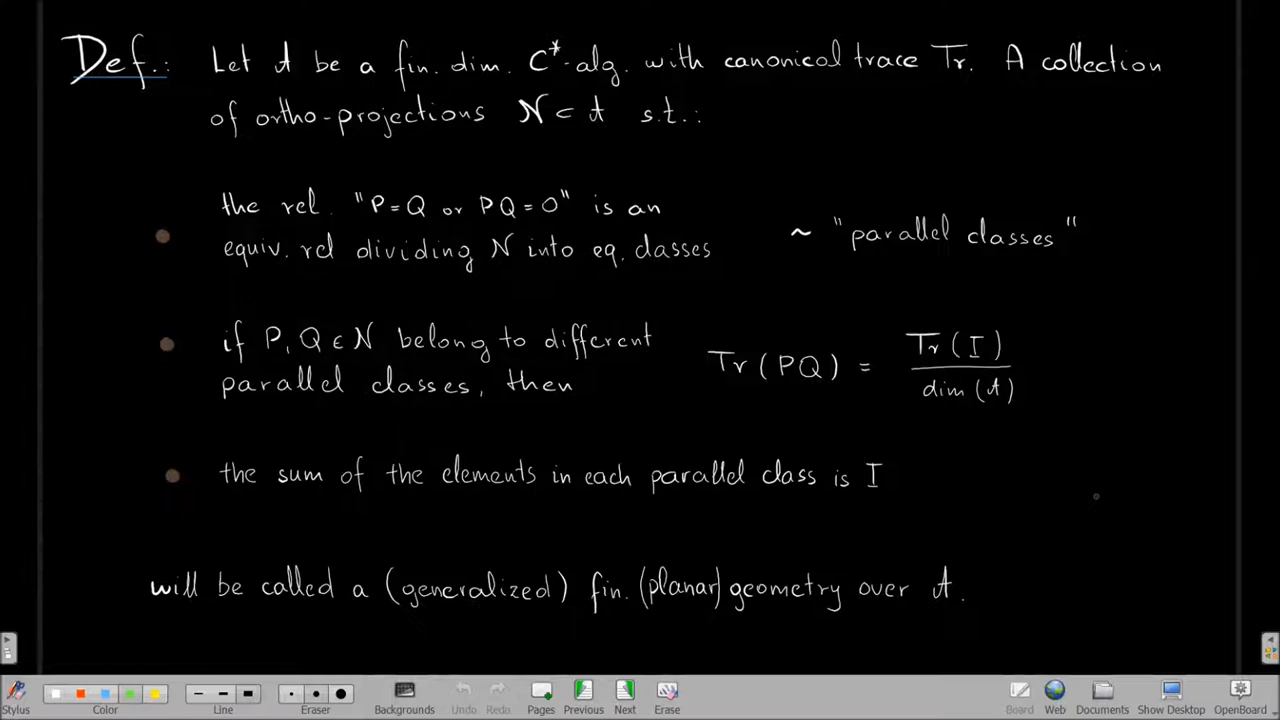 Def.: Let A be a fin. dim. C*-alg. with canonical trace Tr. A collection
of ortho-projections N ⊂ A s.t.:
the rel. "P=Q or PQ=0" is an
equiv. rel dividing N into eq. classes
~ "parallel classes"
if P, Q ∈ N belong to different
parallel classes, then
Tr(PQ) = Tr(I) / dim(A)
• the sum of the elements in each parallel class is I
will be called a (generalized) fin. (planar) geometry over A.
Stylus
Color
Line
Eraser
Backgrounds
Undo
Redo
Pages
Previous
Next
Erase
Board
Web
Documents
Show Desktop
OpenBoard